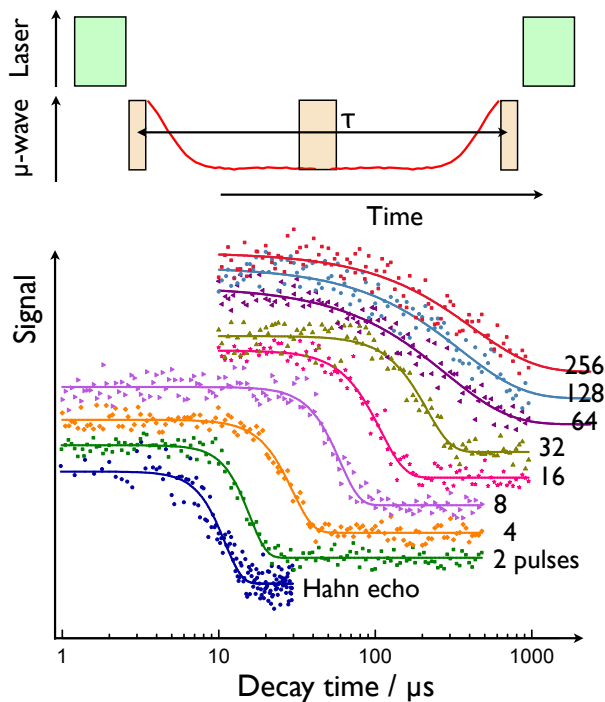 Laser
μ-wave
τ
Time
Signal
256
128
64
32
16
8
4
2 pulses
Hahn echo
1
10
100
1000
Decay time / μs